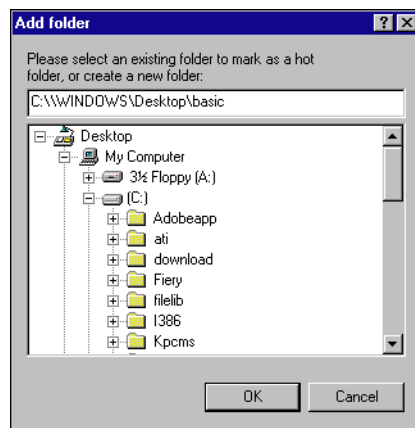 Add folder
Please select an existing folder to mark as a hot
folder, or create a new folder:
C:\\WINDOWS\Desktop\basic
Desktop
My Computer
3½ Floppy (A:)
(C:)
Adobeapp
ati
download
Fiery
filelib
I386
Kpcms
OK
Cancel